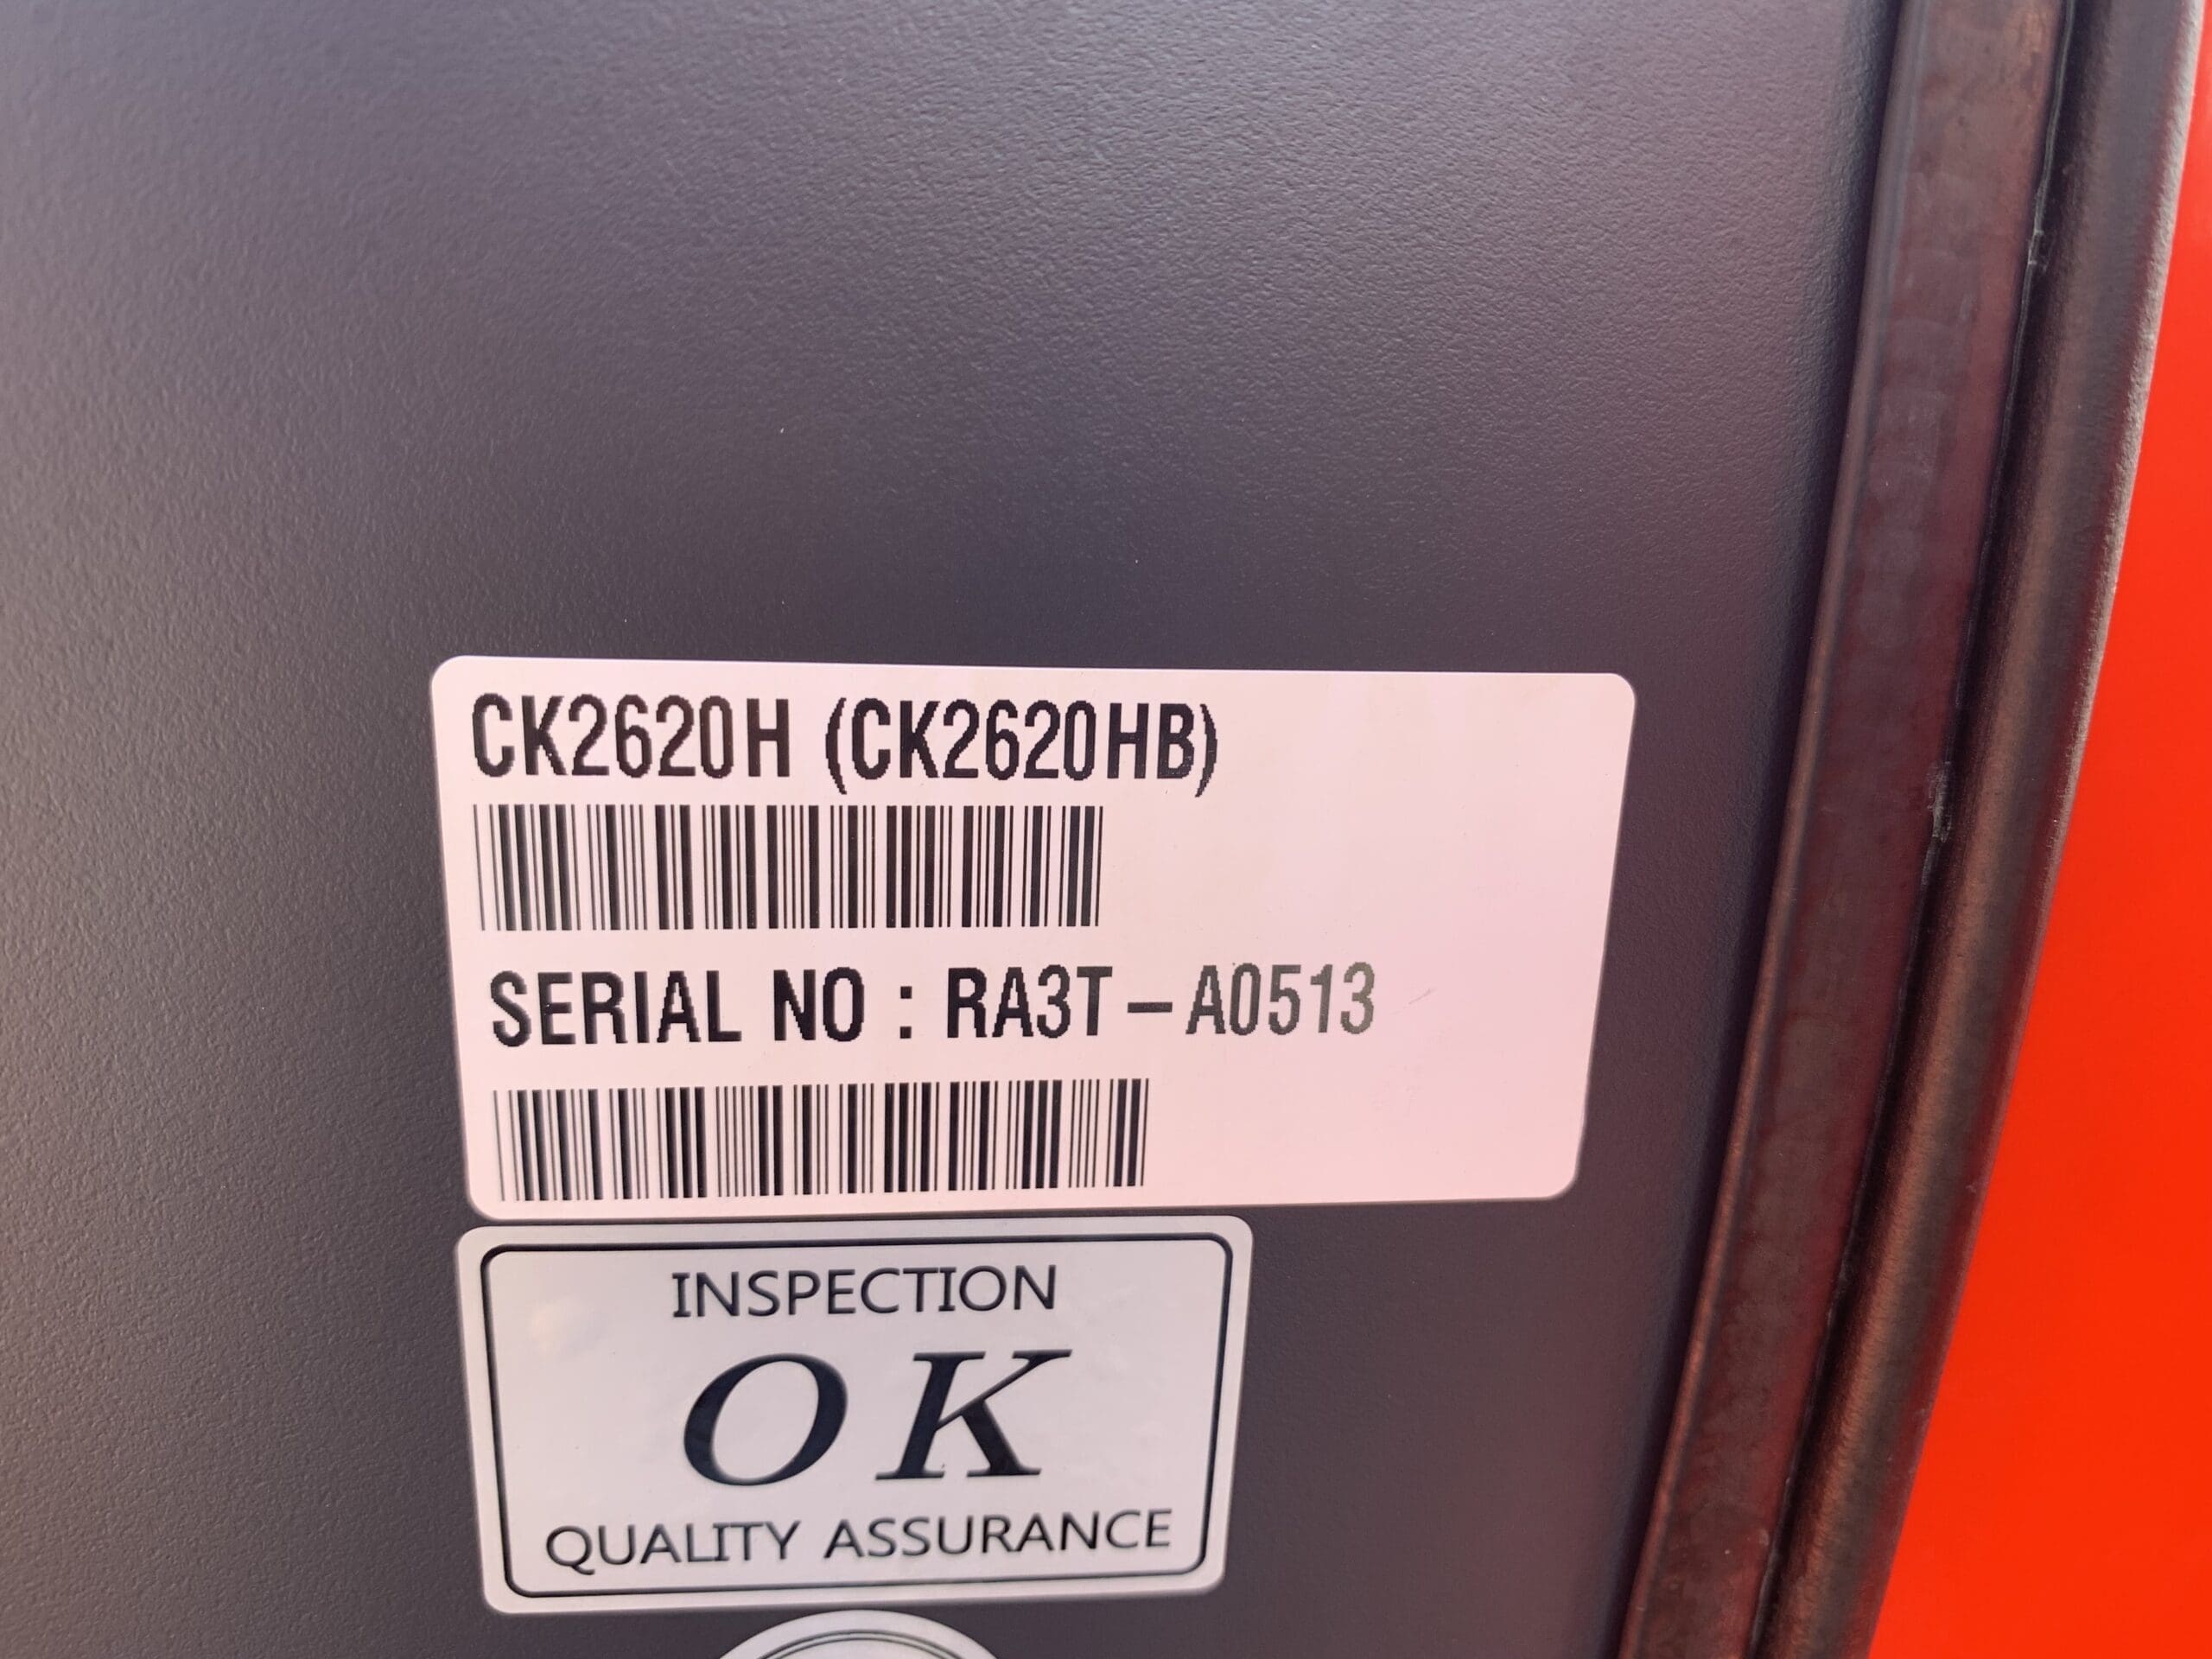 CK2620H (CK2620HB)
SERIAL NO : RA3T-A0513
INSPECTION
OK
QUALITY ASSURANCE